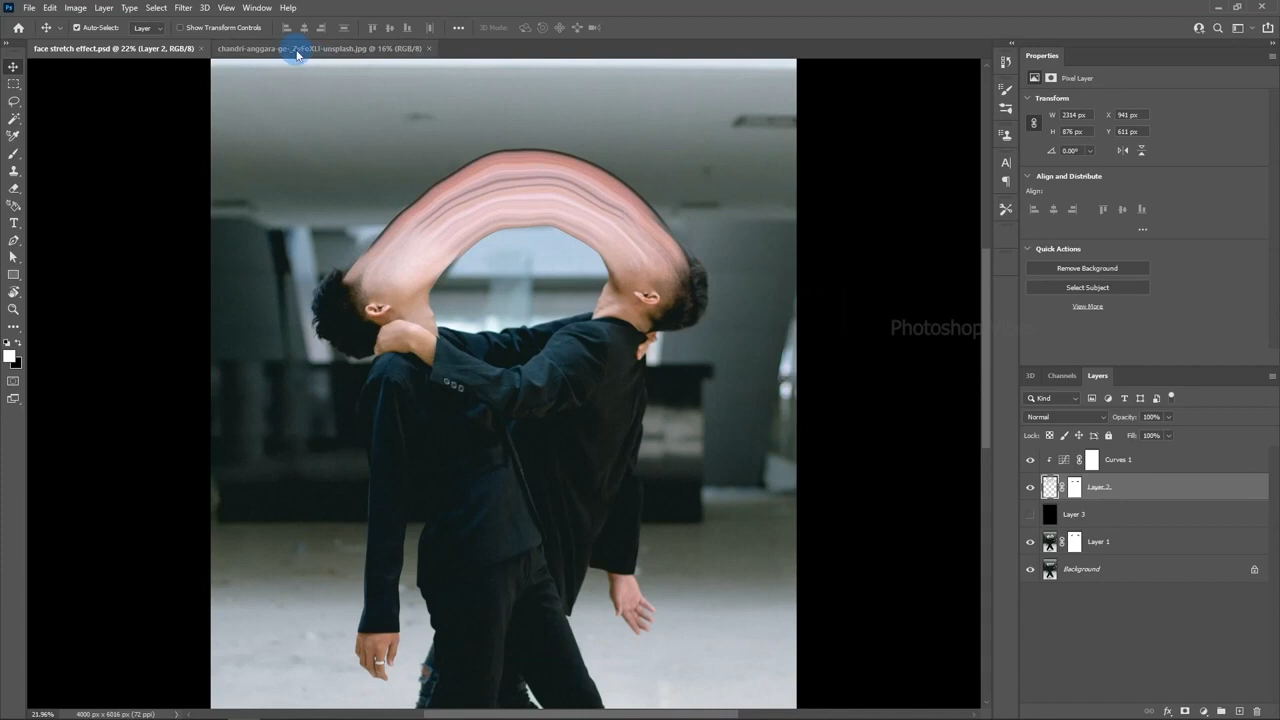 File Edit Image Layer Type Select Filter 3D View Window Help
Auto-Select: Layer Show Transform Controls 3D Mode:
face stretch effect.psd @ 22% (Layer 2, RGB/8) × chandri-anggara-ge- -unsplash.jpg @ 16% (RGB/8) ×
Properties
Pixel Layer
Transform
W 2314 px X 941 px
H 876 px Y 611 px
0.00°
Align and Distribute
Align:
Quick Actions
Remove Background
Select Subject
View More
Photoshop
3D Channels Layers
Kind
Normal Opacity: 100%
Lock: Fill: 100%
Curves 1
Layer 2
Layer 3
Layer 1
Background
21.96% 4000 px x 6016 px (72 ppi)